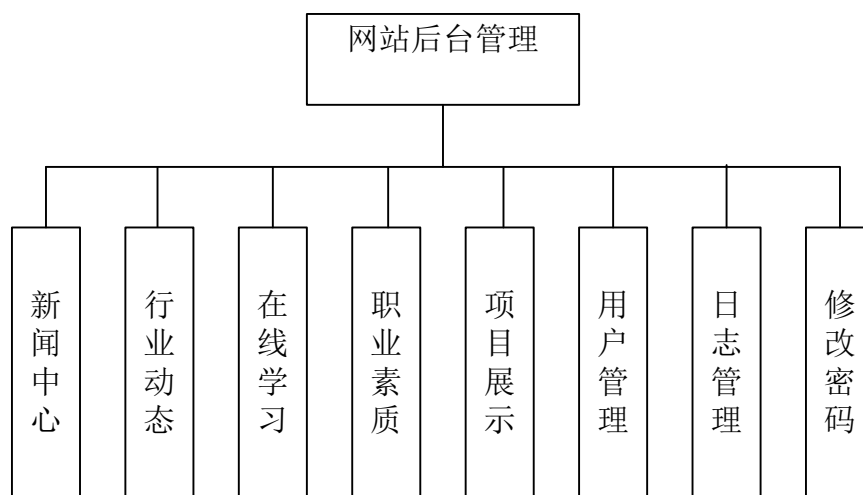 网站后台管理
新闻中心
行业动态
在线学习
职业素质
项目展示
用户管理
日志管理
修改密码